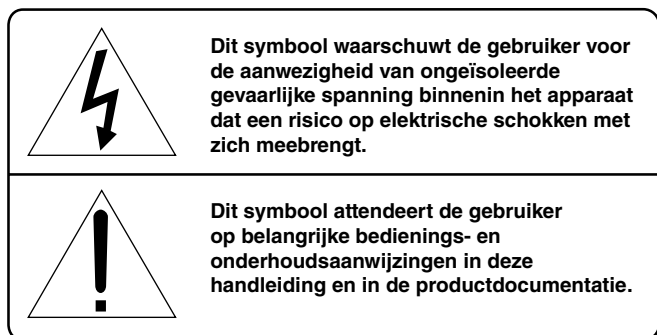 Dit symbool waarschuwt de gebruiker voor
de aanwezigheid van ongeïsoleerde
gevaarlijke spanning binnenin het apparaat
dat een risico op elektrische schokken met
zich meebrengt.
Dit symbool attendeert de gebruiker
op belangrijke bedienings- en
onderhoudsaanwijzingen in deze
handleiding en in de productdocumentatie.